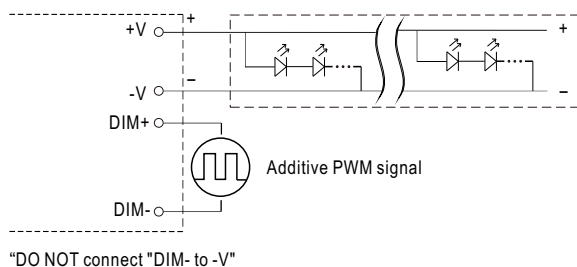 +V
+
+
-V
−
−
DIM+
Additive PWM signal
DIM-
“DO NOT connect "DIM- to -V"